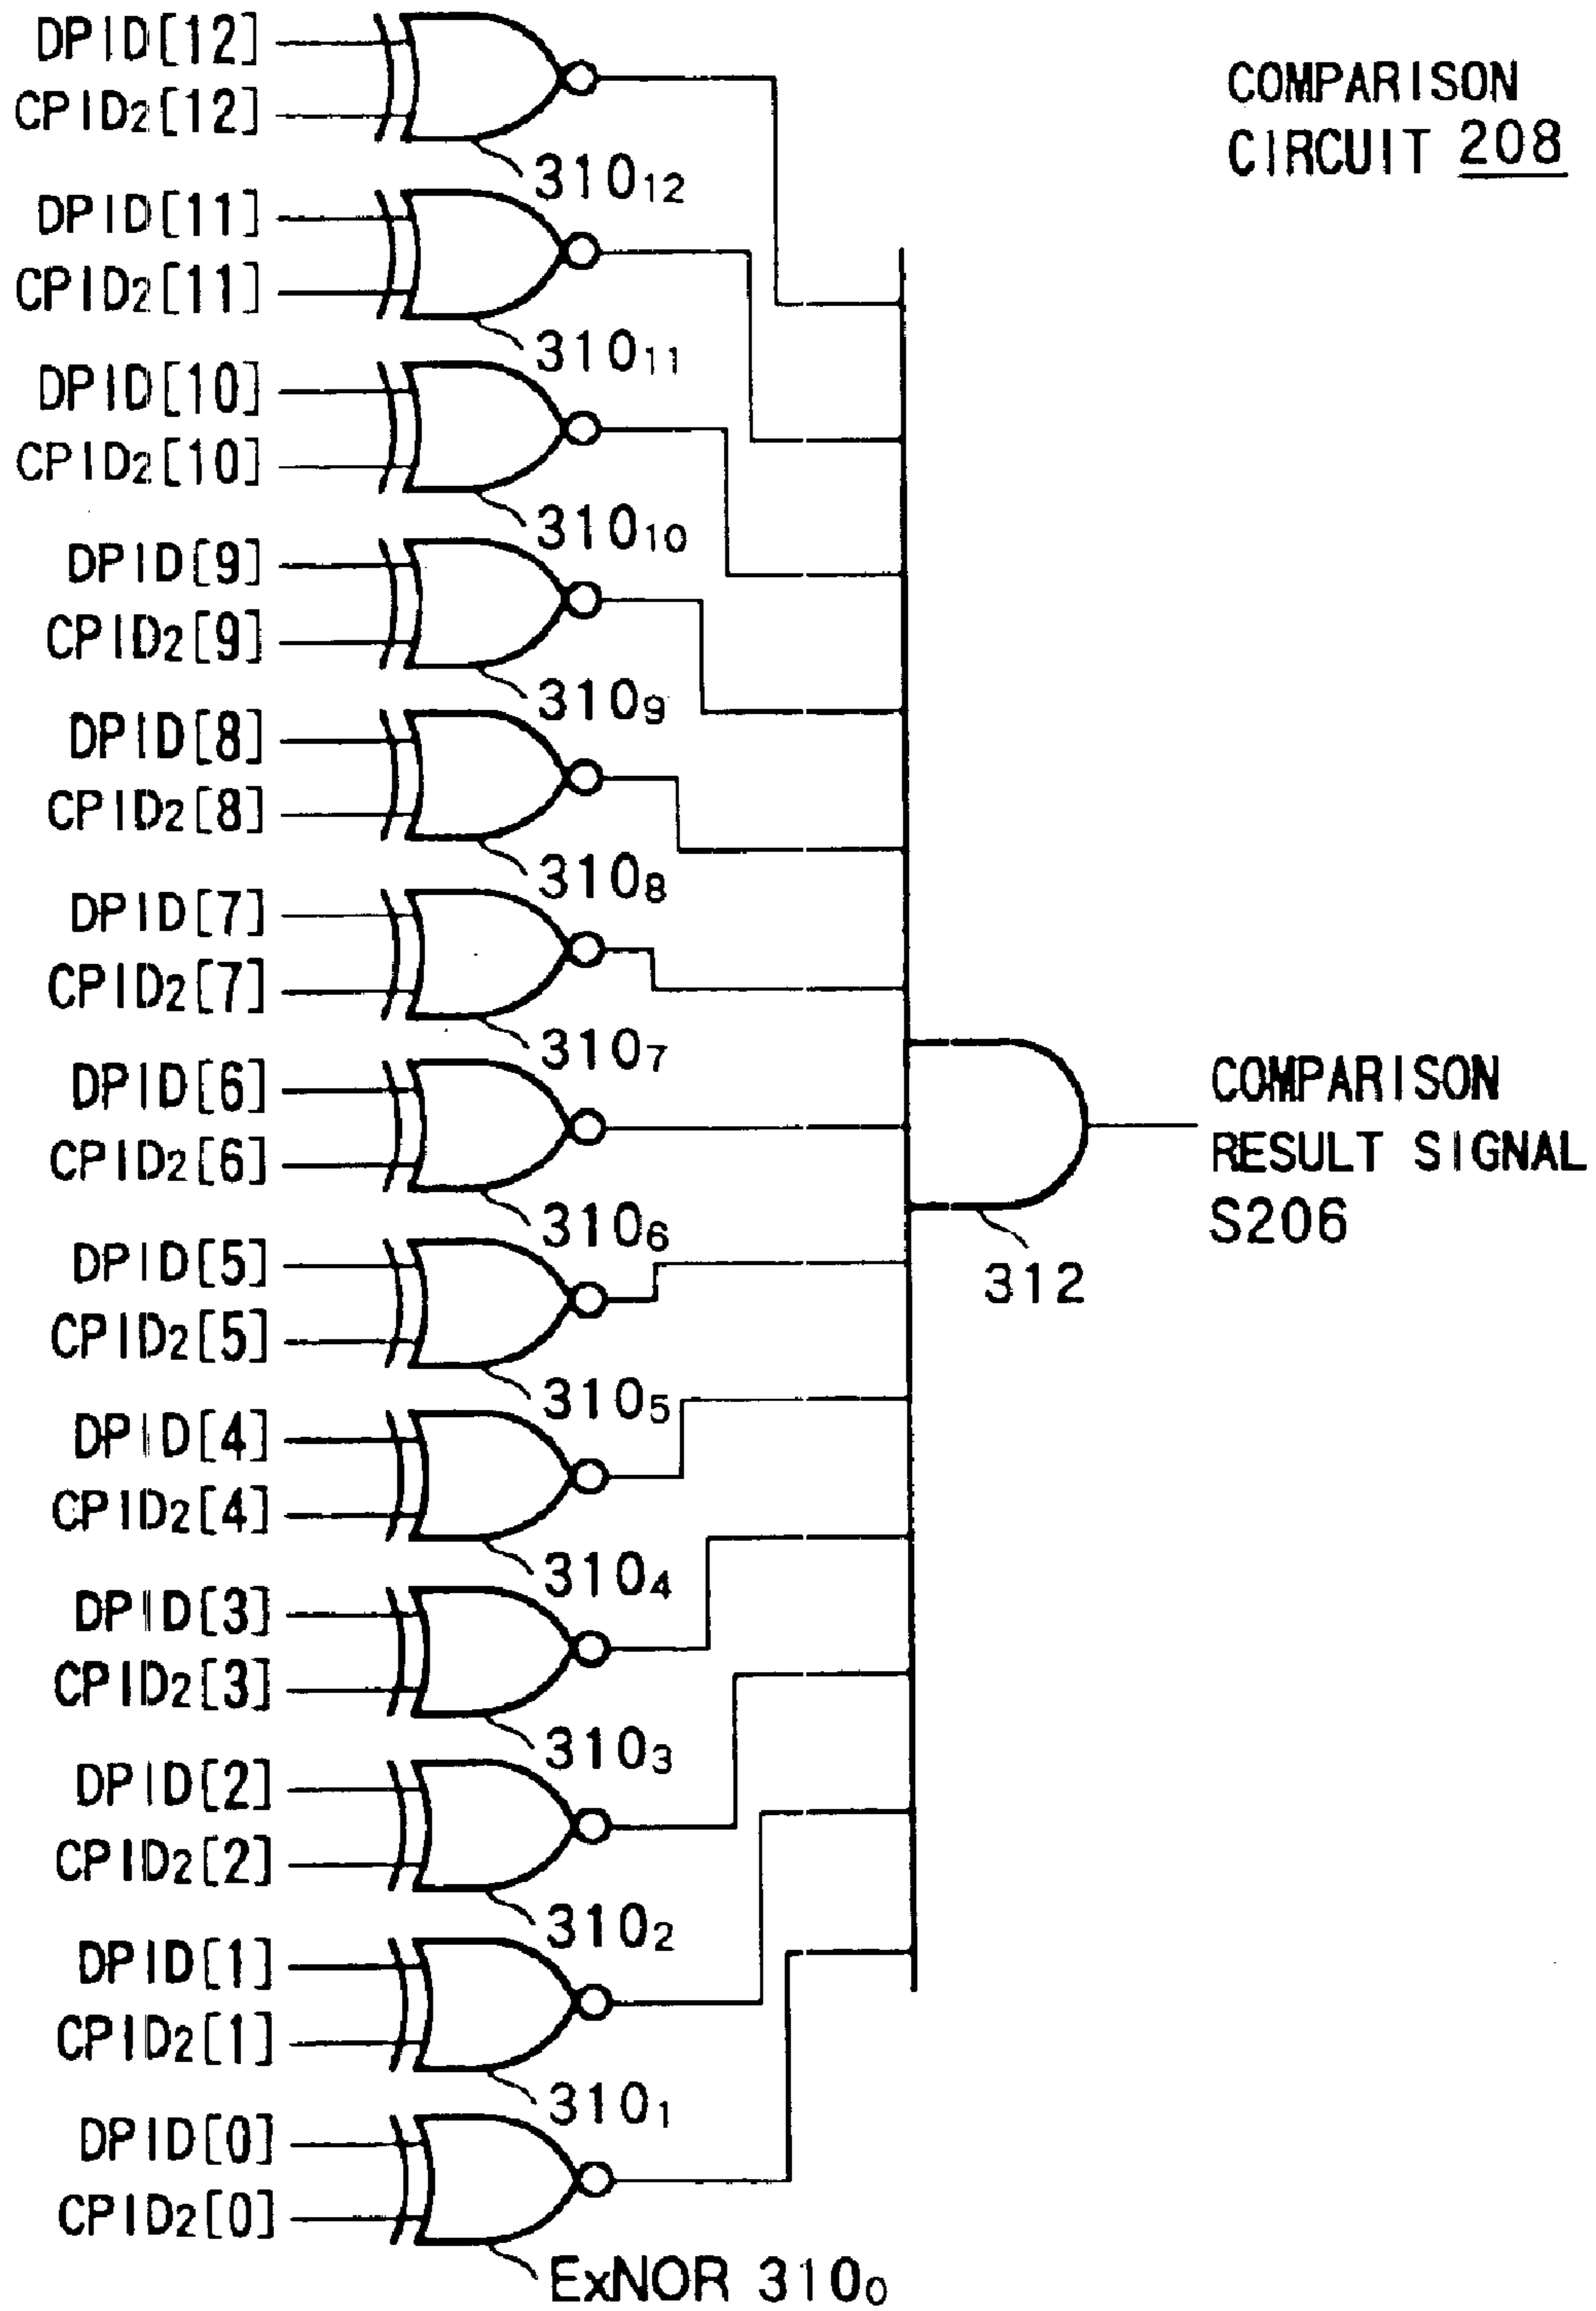 DPID[12]
CPID2[12]
COMPARISON
CIRCUIT 208
310₁₂
DPID[11]
CPID2[11]
310₁₁
DPID[10]
CPID2[10]
310₁₀
DPID[9]
CPID2[9]
310₉
DPID[8]
CPID2[8]
310₈
DPID[7]
CPID2[7]
310₇
DPID[6]
CPID2[6]
310₆
COMPARISON
RESULT SIGNAL
S206
312
DPID[5]
CPID2[5]
310₅
DPID[4]
CPID2[4]
310₄
DPID[3]
CPID2[3]
310₃
DPID[2]
CPID2[2]
310₂
DPID[1]
CPID2[1]
310₁
DPID[0]
CPID2[0]
ExNOR 310₀